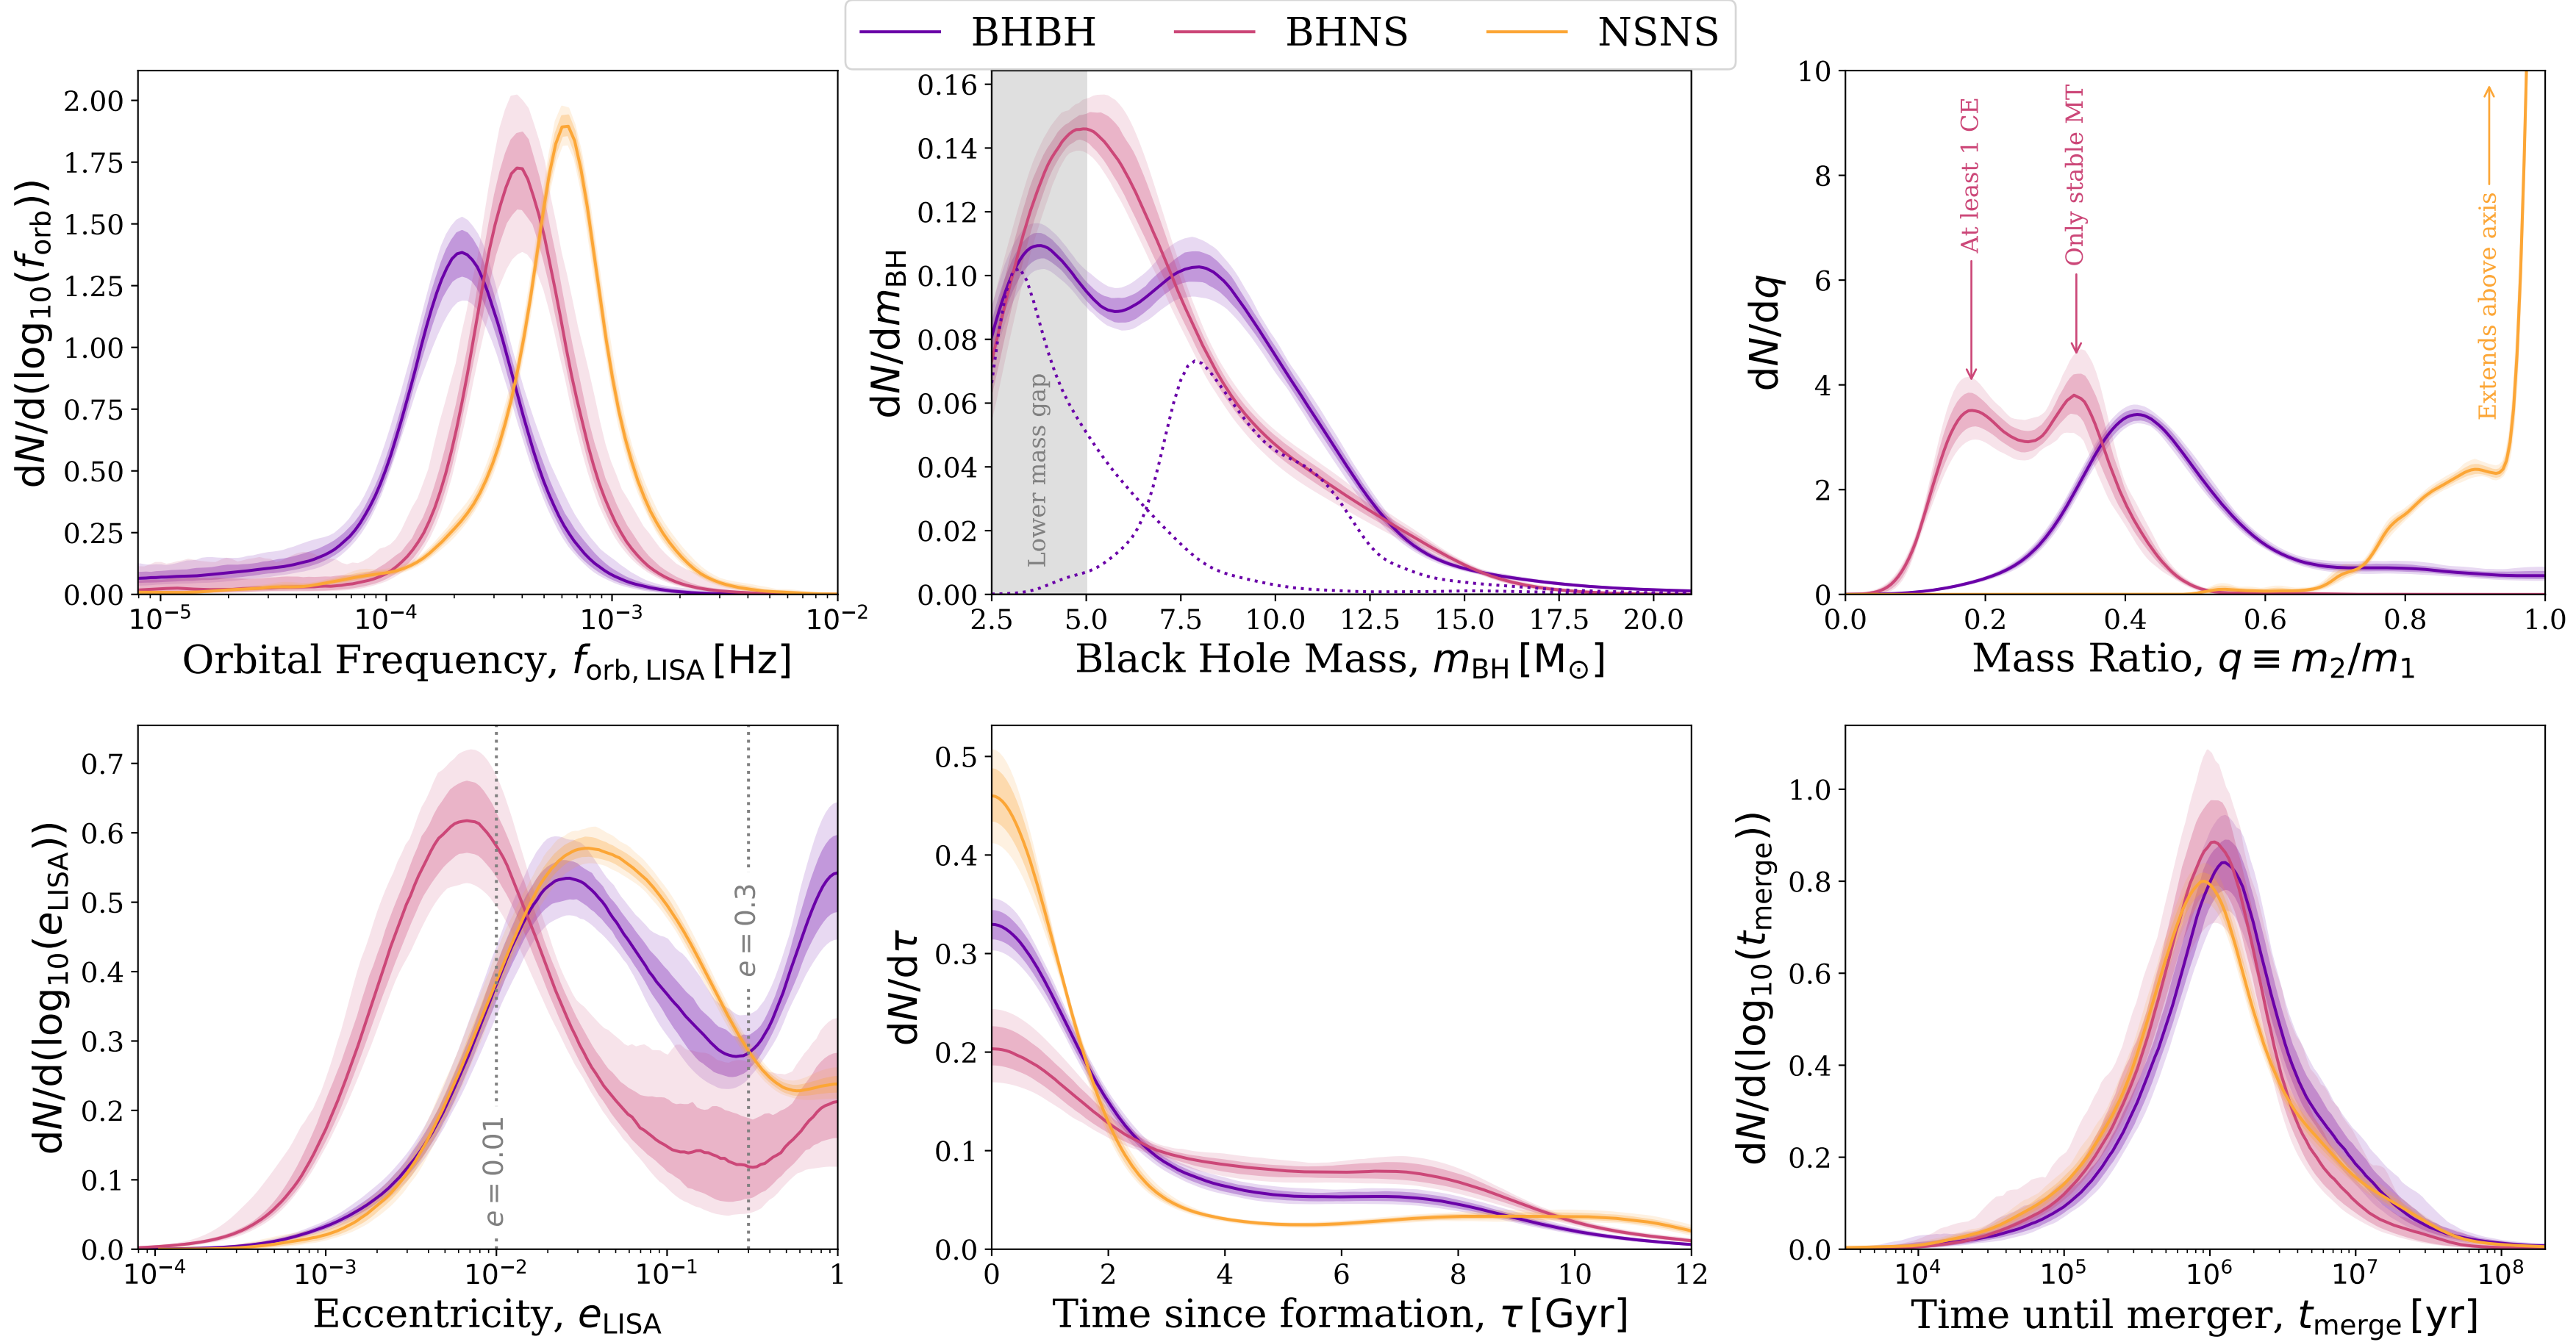 BHBH BHNS NSNS
dN/d(log₁₀(f_orb))
2.00
1.75
1.50
1.25
1.00
0.75
0.50
0.25
0.00
10⁻⁵ 10⁻⁴ 10⁻³ 10⁻²
Orbital Frequency, f_orb, LISA [Hz]
dN/dm_BH
0.16
0.14
0.12
0.10
0.08
0.06
0.04
0.02
0.00
Lower mass gap
2.5 5.0 7.5 10.0 12.5 15.0 17.5 20.0
Black Hole Mass, m_BH [M⊙]
dN/dq
10
8
6
4
2
0
At least 1 CE
Only stable MT
Extends above axis
0.0 0.2 0.4 0.6 0.8 1.0
Mass Ratio, q ≡ m₂/m₁
dN/d(log₁₀(e_LISA))
0.7
0.6
0.5
0.4
0.3
0.2
0.1
0.0
e = 0.01
e = 0.3
10⁻⁴ 10⁻³ 10⁻² 10⁻¹ 1
Eccentricity, e_LISA
dN/dτ
0.5
0.4
0.3
0.2
0.1
0.0
0 2 4 6 8 10 12
Time since formation, τ [Gyr]
dN/d(log₁₀(t_merge))
1.0
0.8
0.6
0.4
0.2
0.0
10⁴ 10⁵ 10⁶ 10⁷ 10⁸
Time until merger, t_merge [yr]